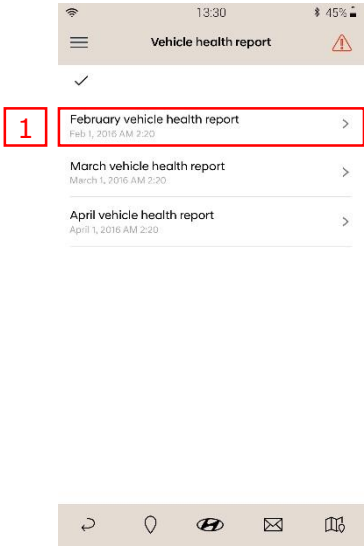 13:30
45%
Vehicle health report
1
February vehicle health report
Feb 1, 2016 AM 2:20
March vehicle health report
March 1, 2016 AM 2:20
April vehicle health report
April 1, 2016 AM 2:20